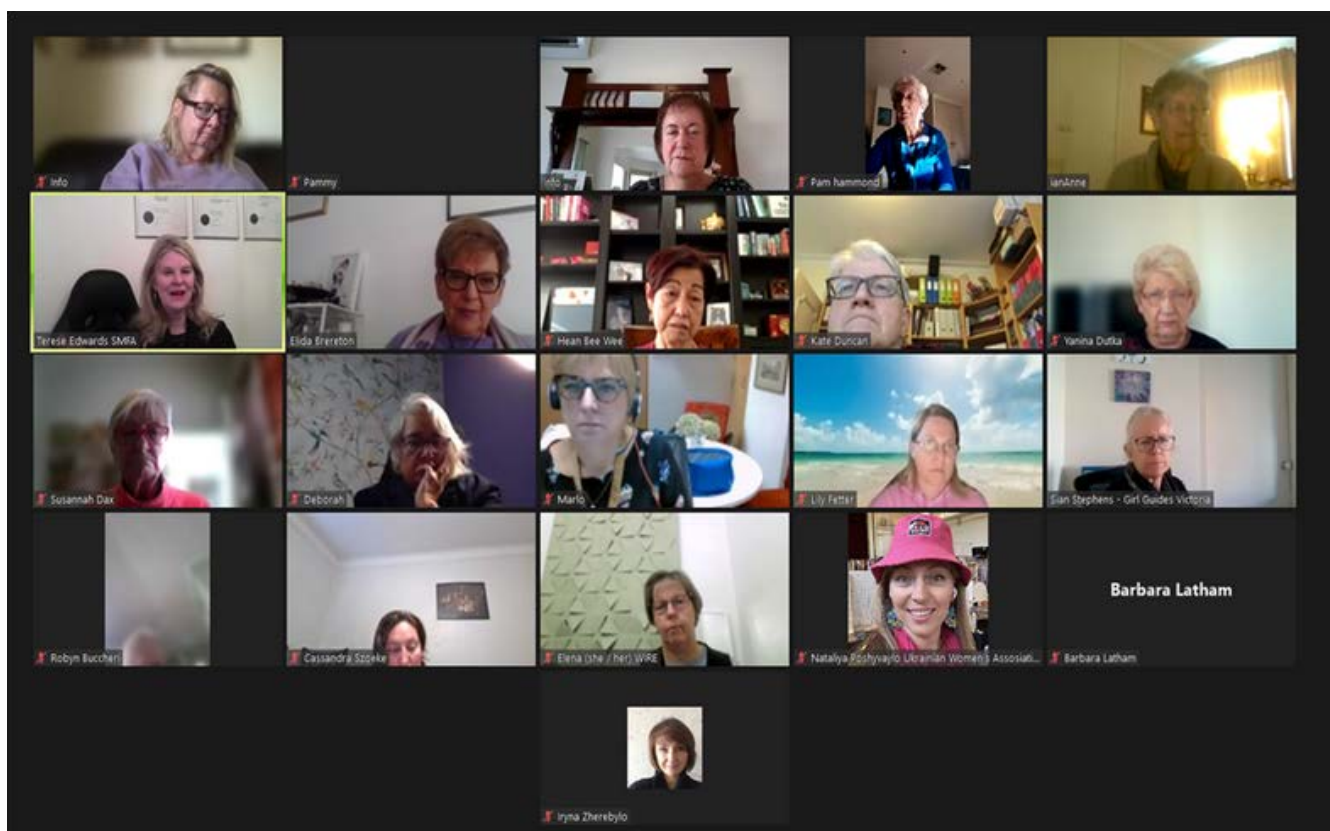 Info
Pammy
Info
Pam hammond
ianAnne
Terese Edwards SMFA
Elida Brereton
Hean Bee Wee
Kate Duncan
Yanina Dutka
Susannah Dax
Deborah
Marlo
Lily Fetter
Sian Stephens - Girl Guides Victoria
Robyn Buccheri
Cassandra Szoeke
Elena (she / her) WIRE
Nataliya Poshyvaylo Ukrainian Women's Assosiati...
Barbara Latham
Barbara Latham
Iryna Zherebylo